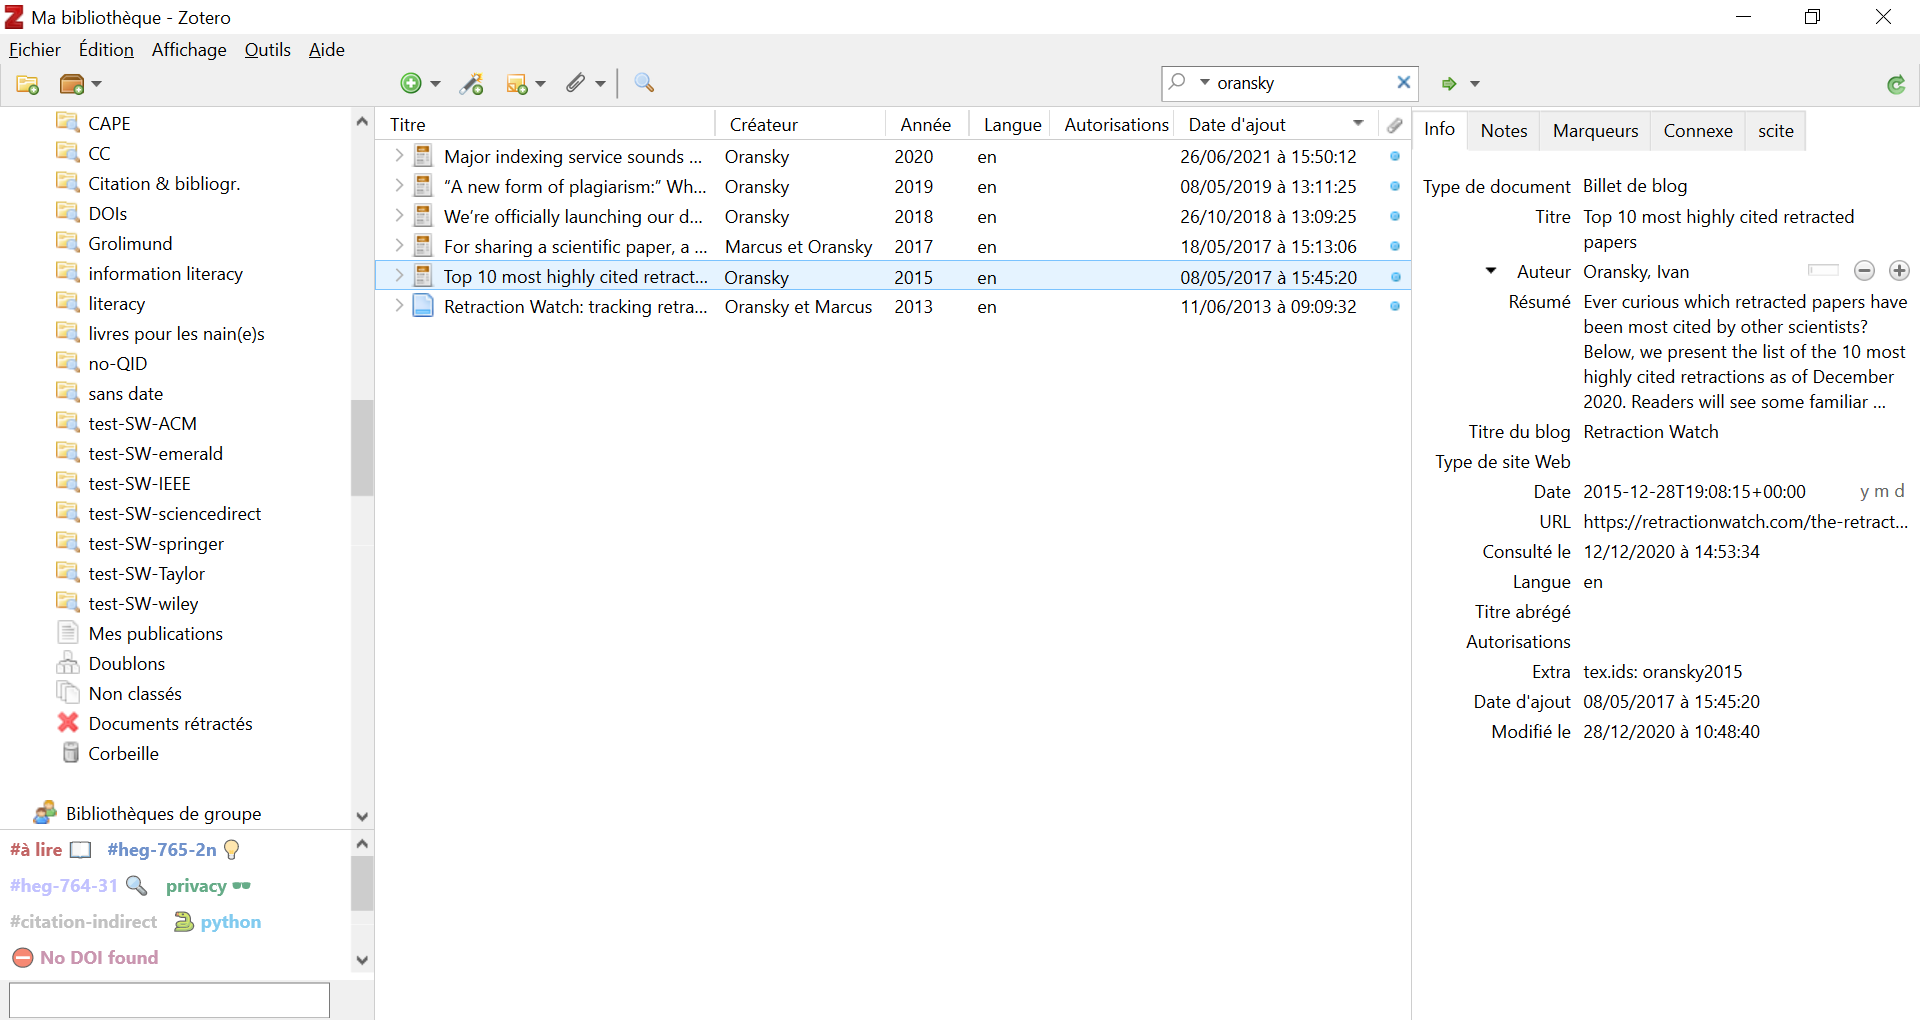 Ma bibliothèque - Zotero
Fichier Édition Affichage Outils Aide
oransky
CAPE
CC
Citation & bibliogr.
DOIs
Grolimund
information literacy
literacy
livres pour les nain(e)s
no-QID
sans date
test-SW-ACM
test-SW-emerald
test-SW-IEEE
test-SW-sciencedirect
test-SW-springer
test-SW-Taylor
test-SW-wiley
Mes publications
Doublons
Non classés
Documents rétractés
Corbeille
Bibliothèques de groupe
#à lire #heg-765-2n
#heg-764-31 privacy
#citation-indirect python
No DOI found
Titre Créateur Année Langue Autorisations Date d'ajout
Major indexing service sounds ... Oransky 2020 en 26/06/2021 à 15:50:12
“A new form of plagiarism:” Wh... Oransky 2019 en 08/05/2019 à 13:11:25
We’re officially launching our d... Oransky 2018 en 26/10/2018 à 13:09:25
For sharing a scientific paper, a ... Marcus et Oransky 2017 en 18/05/2017 à 15:13:06
Top 10 most highly cited retract... Oransky 2015 en 08/05/2017 à 15:45:20
Retraction Watch: tracking retra... Oransky et Marcus 2013 en 11/06/2013 à 09:09:32
Info Notes Marqueurs Connexe scite
Type de document Billet de blog
Titre Top 10 most highly cited retracted
papers
Auteur Oransky, Ivan
Résumé Ever curious which retracted papers have
been most cited by other scientists?
Below, we present the list of the 10 most
highly cited retractions as of December
2020. Readers will see some familiar ...
Titre du blog Retraction Watch
Type de site Web
Date 2015-12-28T19:08:15+00:00 y m d
URL https://retractionwatch.com/the-retract...
Consulté le 12/12/2020 à 14:53:34
Langue en
Titre abrégé
Autorisations
Extra tex.ids: oransky2015
Date d'ajout 08/05/2017 à 15:45:20
Modifié le 28/12/2020 à 10:48:40